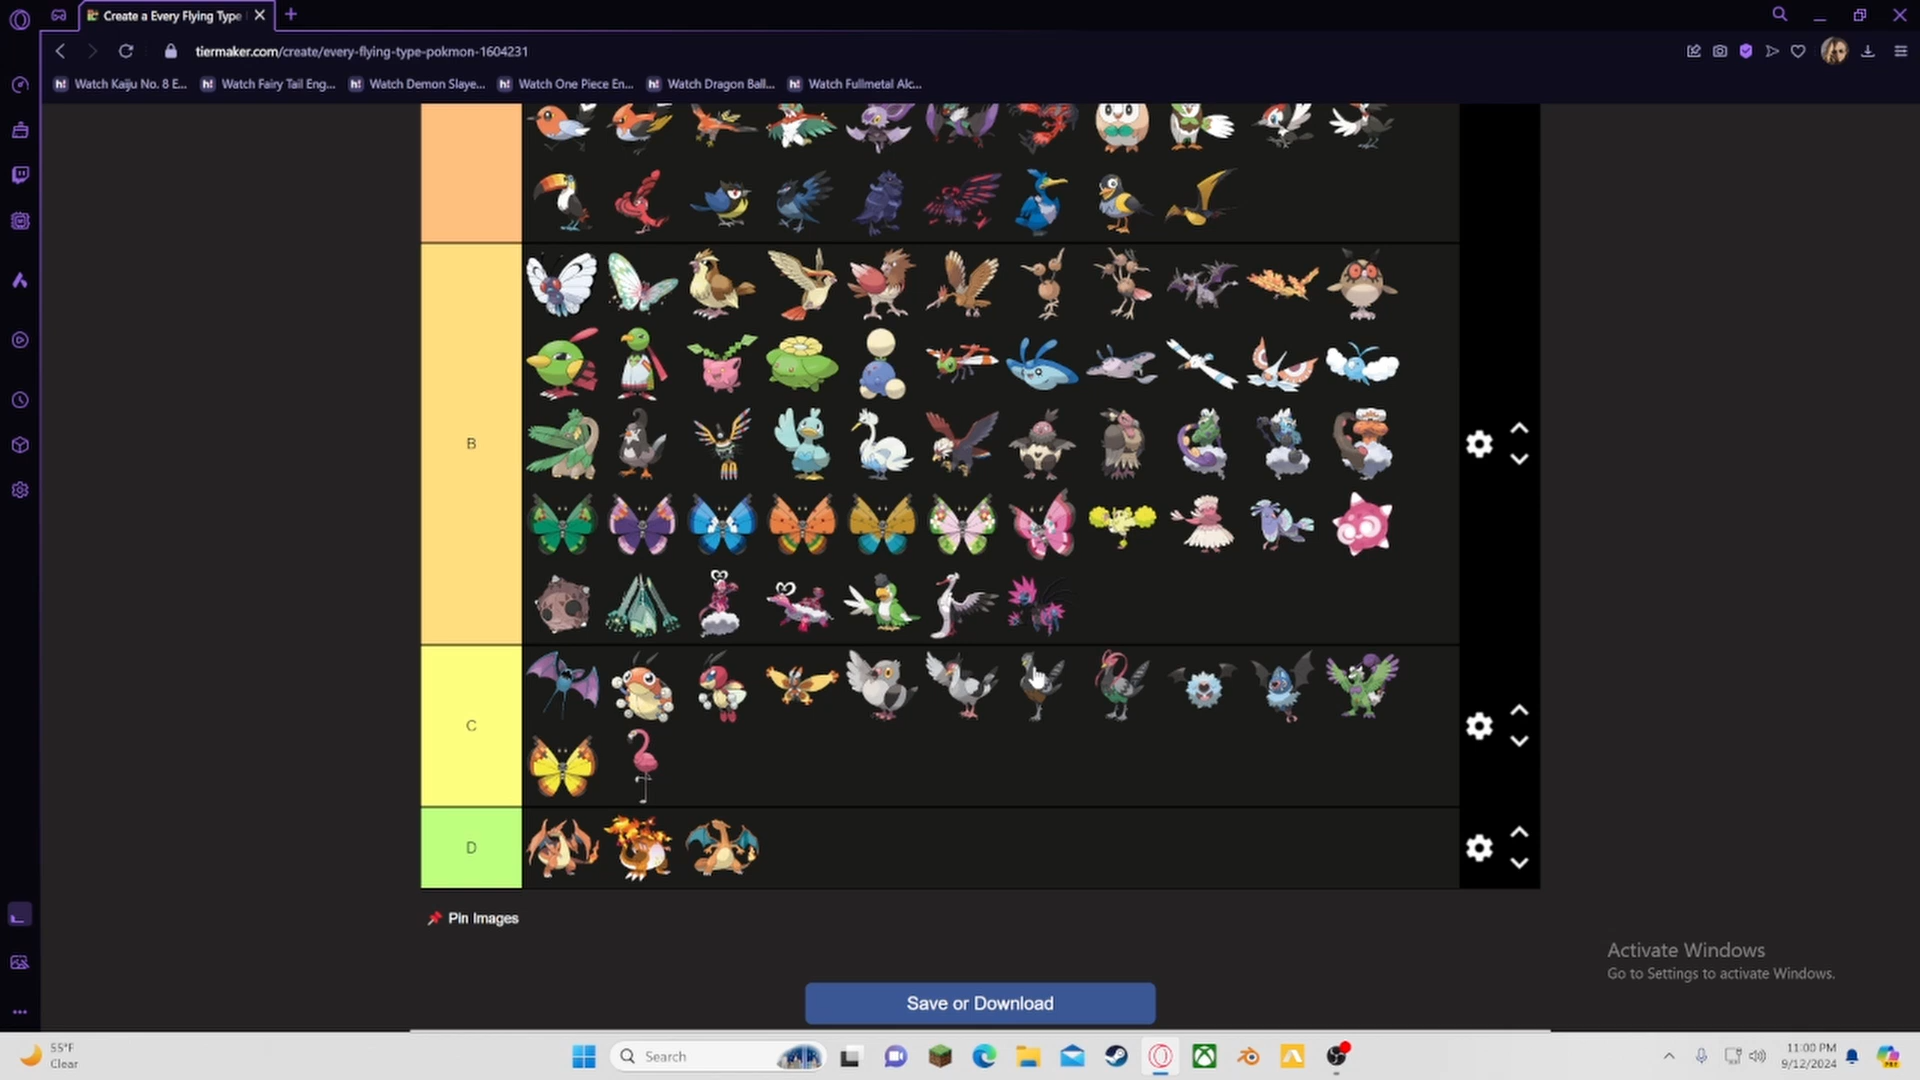 Create a Every Flying Type
tiermaker.com/create/every-flying-type-pokmon-1604231
h! Watch Kaiju No. 8 E...
h! Watch Fairy Tail Eng...
h! Watch Demon Slaye...
h! Watch One Piece En...
h! Watch Dragon Ball...
h! Watch Fullmetal Alc...
B
C
D
Pin Images
Save or Download
Activate Windows
Go to Settings to activate Windows.
55°F
Clear
Search
11:00 PM
9/12/2024